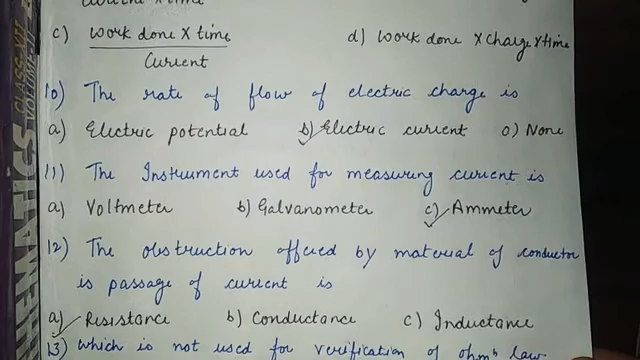 c) work done X time / Current d) work done X charge X time
10) The rate of flow of electric charge is
a) Electric potential b) Electric current c) None
11) The Instrument used for measuring current is
a) Voltmeter b) Galvanometer c) Ammeter
12) The obstruction offered by material of conductor
is passage of current is
a) Resistance b) Conductance c) Inductance
13) which is not used for verification of ohm's law